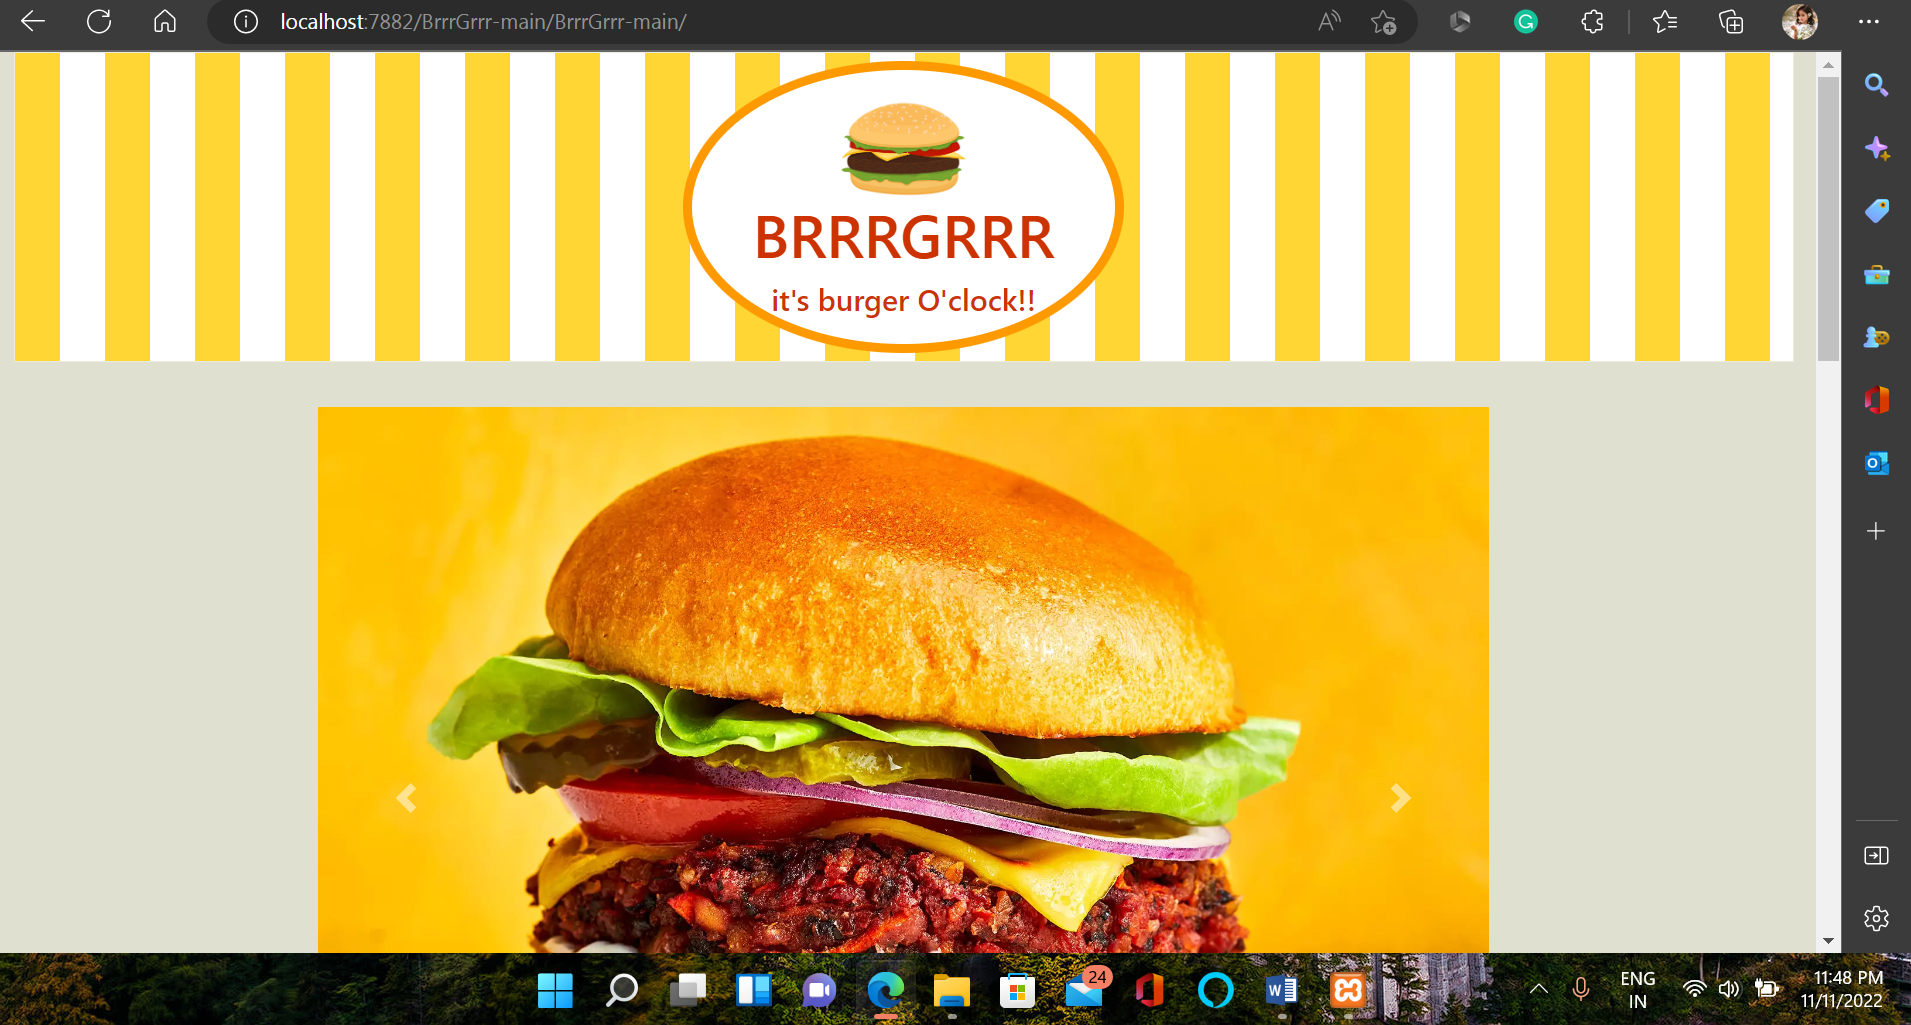 localhost:7882/BrrrGrrr-main/BrrrGrrr-main/
BRRRGRRR
it's burger O'clock!!
24
ENG
IN
11:48 PM
11/11/2022